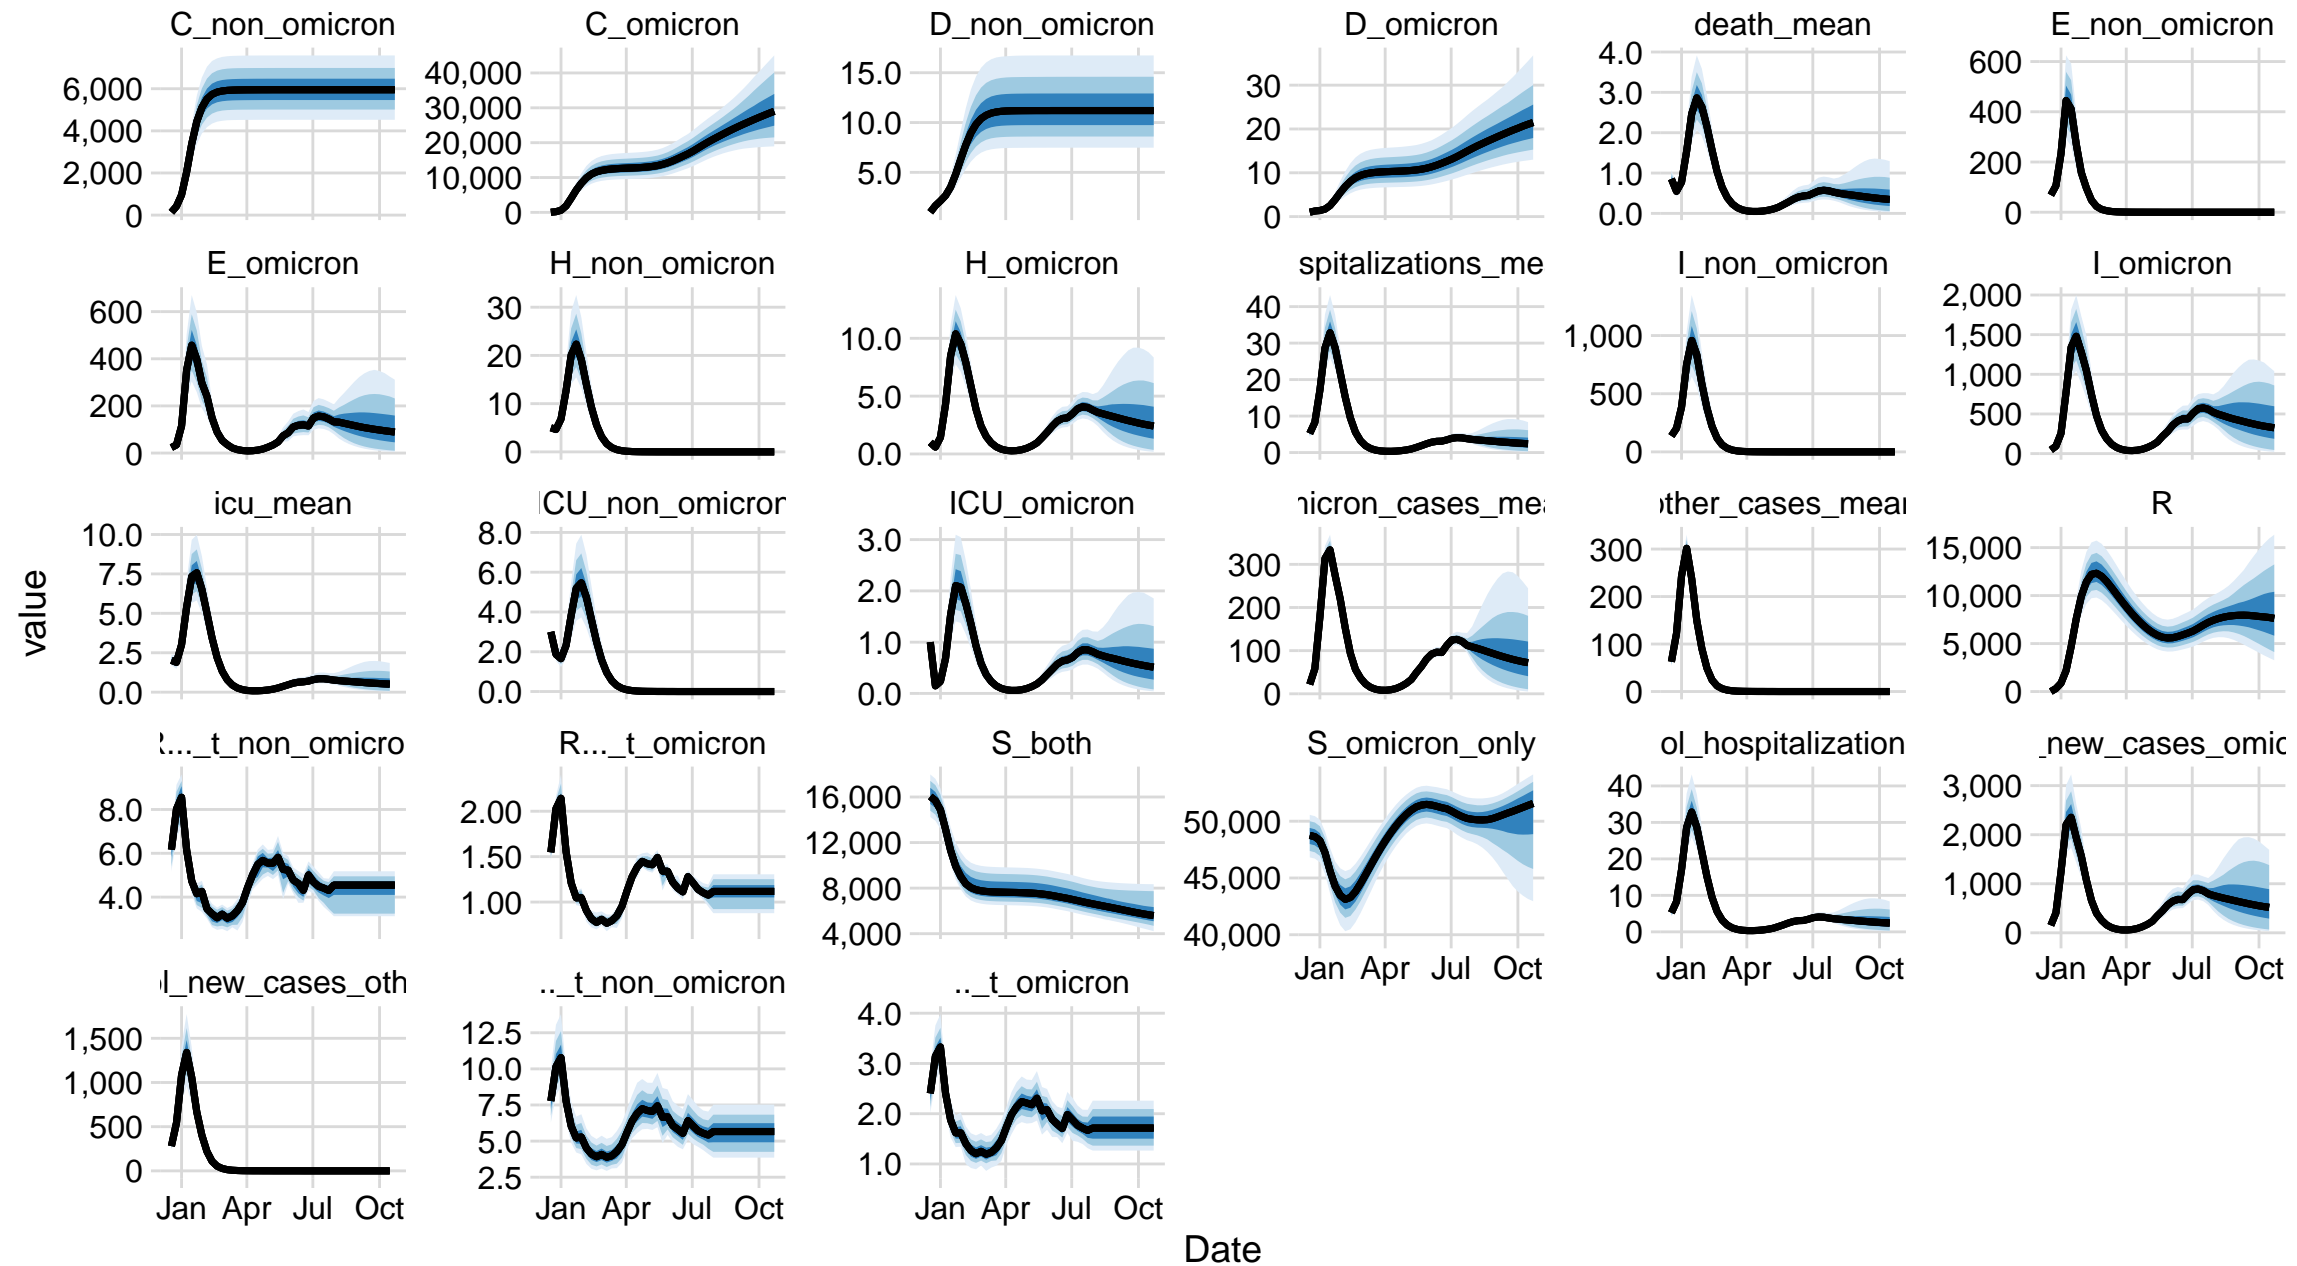 C_non_omicron C_omicron D_non_omicron D_omicron death_mean E_non_omicron
6,000 4,000 2,000 0
40,000 30,000 20,000 10,000 0
15.0 10.0 5.0
30 20 10 0
4.0 3.0 2.0 1.0 0.0
600 400 200 0
E_omicron H_non_omicron H_omicron spitalizations_me I_non_omicron I_omicron
600 400 200 0
30 20 10 0
10.0 5.0 0.0
40 30 20 10 0
1,000 500 0
2,000 1,500 1,000 500 0
icu_mean ICU_non_omicron ICU_omicron nicron_cases_mea other_cases_mear R
10.0 7.5 5.0 2.5 0.0
8.0 6.0 4.0 2.0 0.0
3.0 2.0 1.0 0.0
300 200 100 0
300 200 100 0
15,000 10,000 5,000 0
value
R..._t_non_omicro R..._t_omicron S_both S_omicron_only ol_hospitalization _new_cases_omic
8.0 6.0 4.0
2.00 1.50 1.00
16,000 12,000 8,000 4,000
50,000 45,000 40,000
40 30 20 10 0
3,000 2,000 1,000 0
Jan Apr Jul Oct Jan Apr Jul Oct Jan Apr Jul Oct
ol_new_cases_oth .._t_non_omicron .._t_omicron
1,500 1,000 500 0
12.5 10.0 7.5 5.0 2.5
4.0 3.0 2.0 1.0
Jan Apr Jul Oct Jan Apr Jul Oct Jan Apr Jul Oct
Date